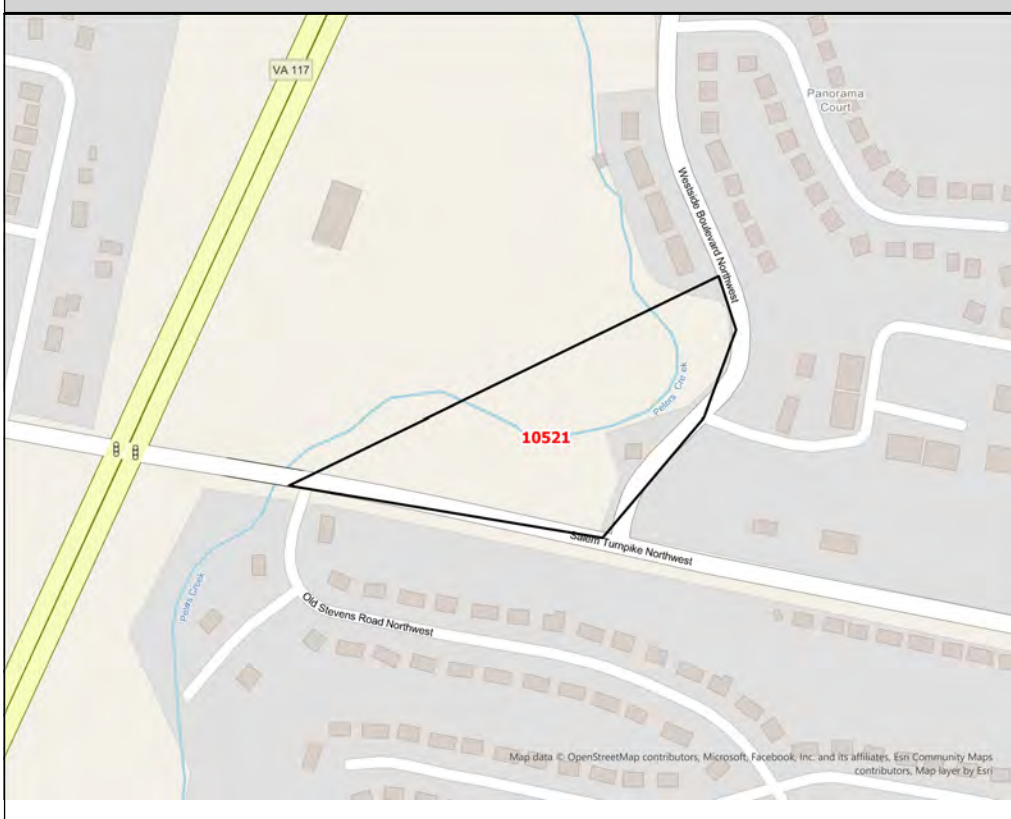 VA 117
Panorama
Court
Westside Boulevard Northwest
Peters Creek
10521
Salem Turnpike Northwest
Peters Creek
Old Stevens Road Northwest
Map data © OpenStreetMap contributors, Microsoft, Facebook, Inc. and its affiliates, Esri Community Maps
contributors, Map layer by Esri